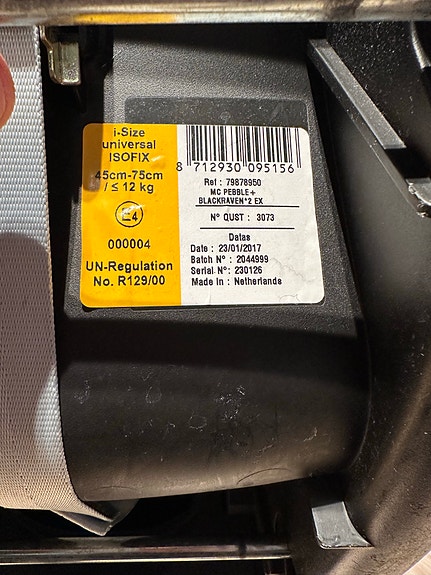 i-Size
universal
ISOFIX
45cm-75cm
/ ≤ 12 kg
E4
000004
UN-Regulation
No. R129/00
8 712930 095156
Ref : 79878950
MC PEBBLE+
BLACKRAVEN*2 EX
N° QUST : 3073
Datas
Date : 23/01/2017
Batch N° : 2044999
Serial N° : 230126
Made In : Netherlands